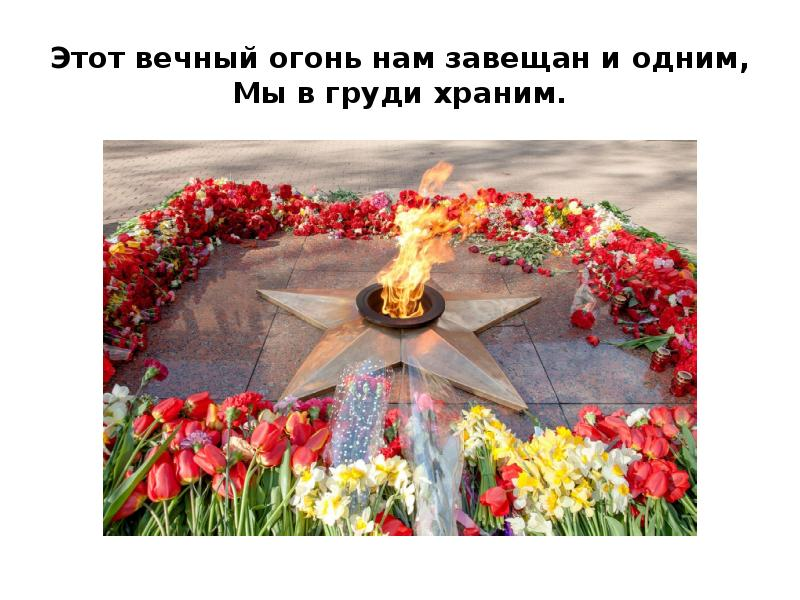 Этот вечный огонь нам завещан и одним,
Мы в груди храним.